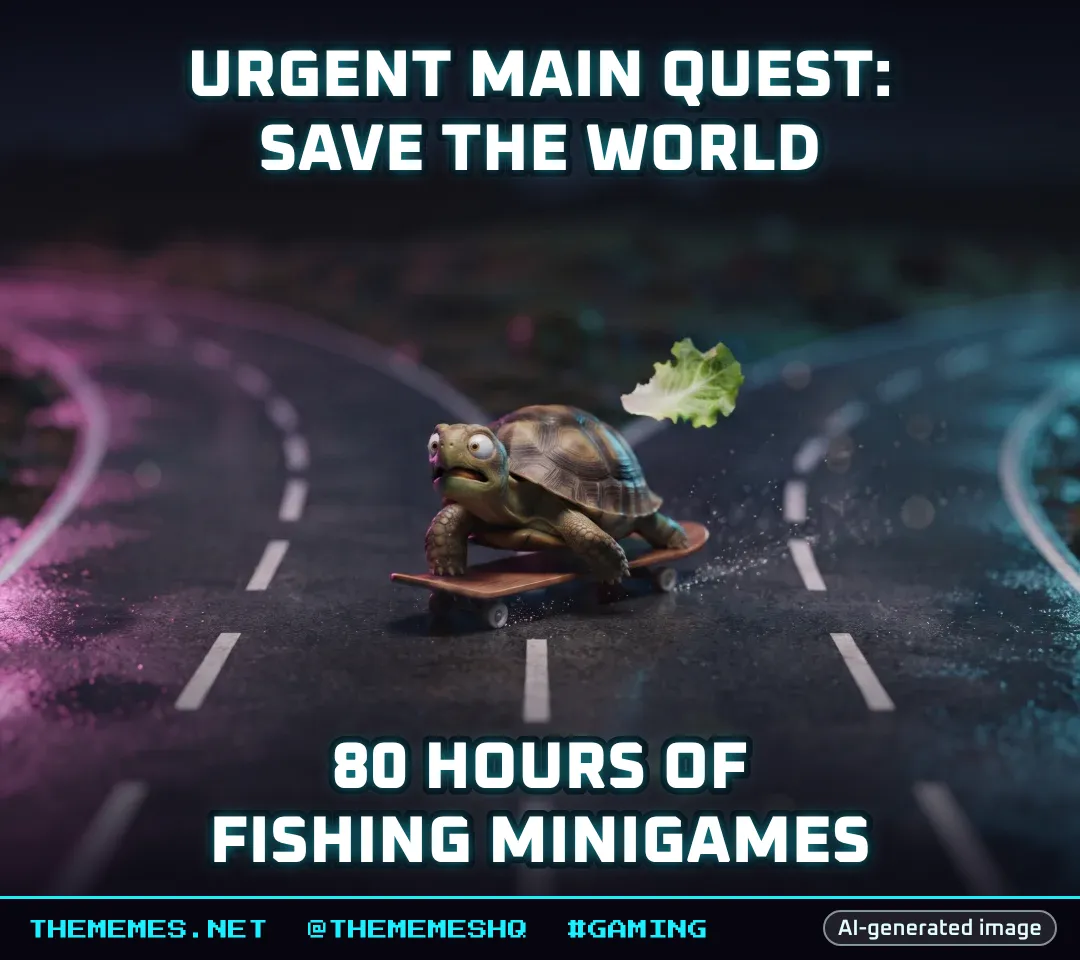 URGENT MAIN QUEST:
SAVE THE WORLD
80 HOURS OF
FISHING MINIGAMES
THEMEMES.NET @THEMEMESHQ #GAMING AI-generated image